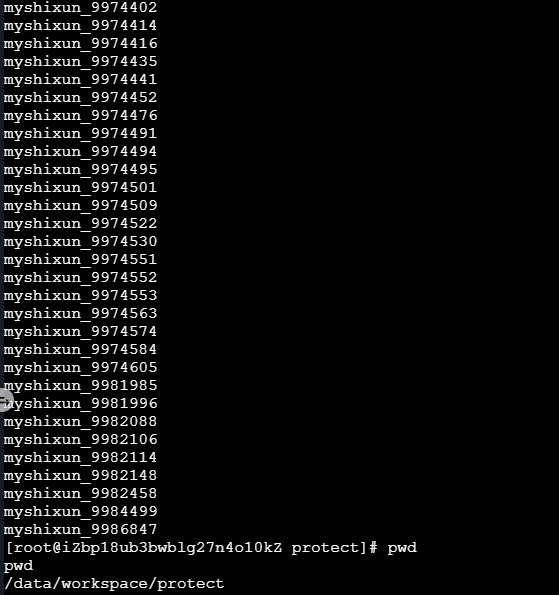 myshixun_9974402
myshixun_9974414
myshixun_9974416
myshixun_9974435
myshixun_9974441
myshixun_9974452
myshixun_9974476
myshixun_9974491
myshixun_9974494
myshixun_9974495
myshixun_9974501
myshixun_9974509
myshixun_9974522
myshixun_9974530
myshixun_9974551
myshixun_9974552
myshixun_9974553
myshixun_9974563
myshixun_9974574
myshixun_9974584
myshixun_9974605
myshixun_9981985
myshixun_9981996
myshixun_9982088
myshixun_9982106
myshixun_9982114
myshixun_9982148
myshixun_9982458
myshixun_9984499
myshixun_9986847
[root@iZbp18ub3bwblg27n4o10kZ protect]# pwd
pwd
/data/workspace/protect